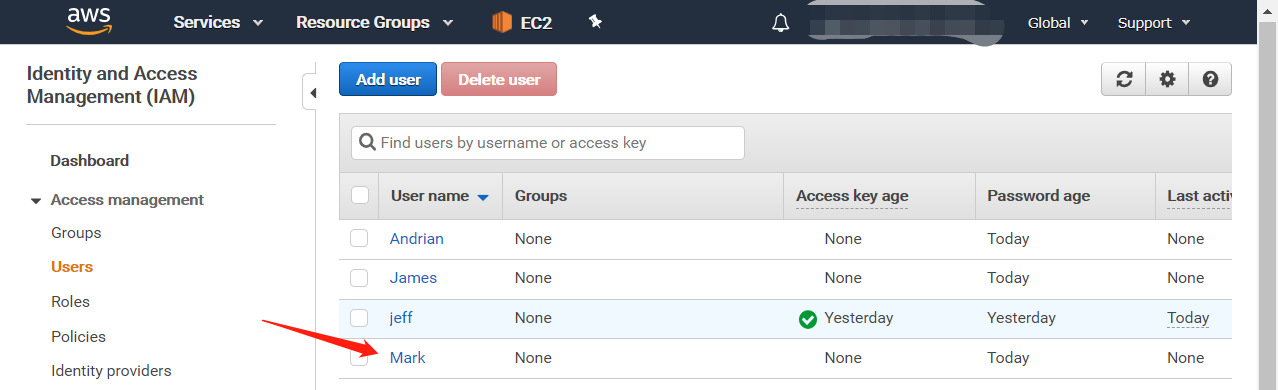 aws Services Resource Groups EC2 Global Support
Identity and Access
Management (IAM)
Dashboard
Access management
Groups
Users
Roles
Policies
Identity providers
Add user Delete user
Find users by username or access key
User name Groups Access key age Password age Last activ
Andrian None None Today None
James None None Today None
jeff None Yesterday Yesterday Today
Mark None None Today None